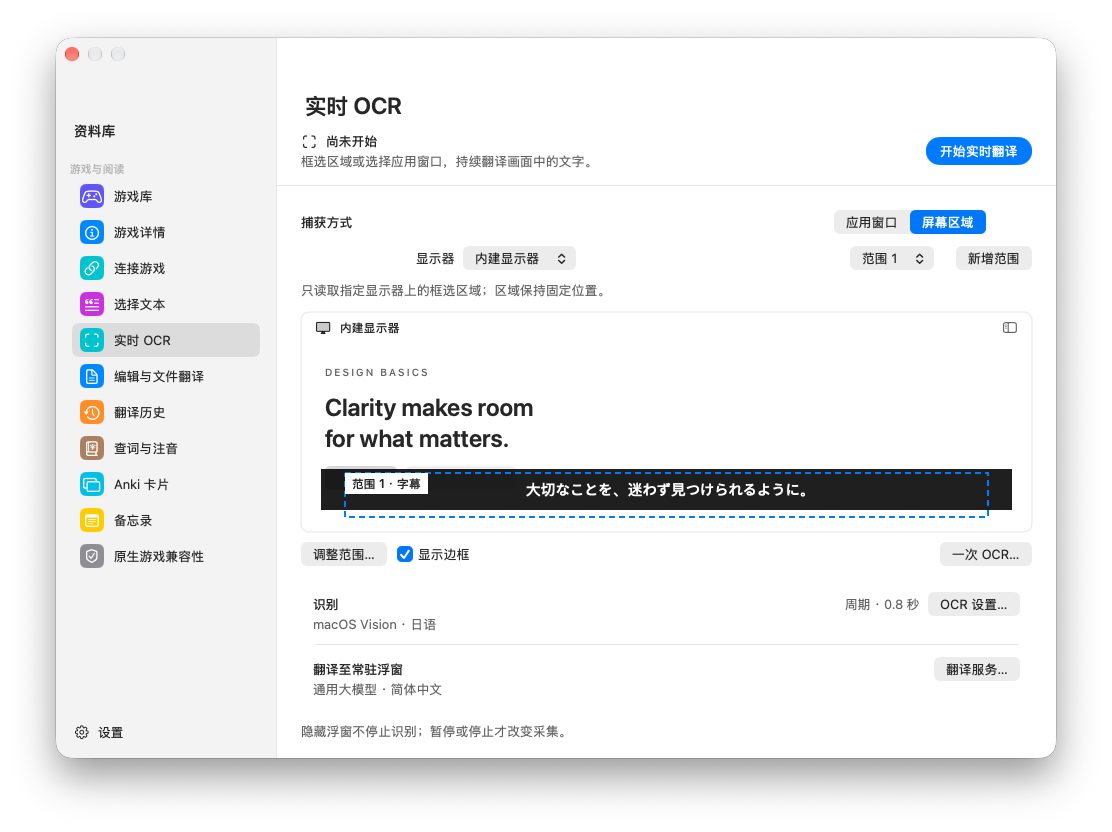 资料库
游戏与阅读
游戏库
游戏详情
连接游戏
选择文本
实时 OCR
编辑与文件翻译
翻译历史
查词与注音
Anki 卡片
备忘录
原生游戏兼容性
设置
实时 OCR
尚未开始
框选区域或选择应用窗口，持续翻译画面中的文字。
开始实时翻译
捕获方式
应用窗口 屏幕区域
显示器 内建显示器 范围 1 新增范围
只读取指定显示器上的框选区域；区域保持固定位置。
内建显示器
DESIGN BASICS
Clarity makes room
for what matters.
范围 1 · 字幕
大切なことを、迷わず見つけられるように。
调整范围... 显示边框 一次 OCR...
识别 周期 · 0.8 秒 OCR 设置...
macOS Vision · 日语
翻译至常驻浮窗 翻译服务...
通用大模型 · 简体中文
隐藏浮窗不停止识别；暂停或停止才改变采集。